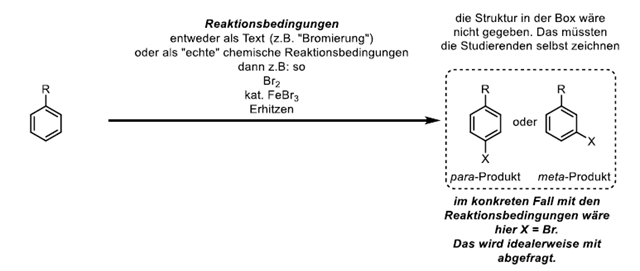 Reaktionsbedingungen
entweder als Text (z.B. "Bromierung")
oder als "echte" chemische Reaktionsbedingungen
dann z.B: so
Br2
kat. FeBr3
Erhitzen
die Struktur in der Box wäre
nicht gegeben. Das müssten
die Studierenden selbst zeichnen
R
R
R
oder
X
X
para-Produkt
meta-Produkt
im konkreten Fall mit den
Reaktionsbedingungen wäre
hier X = Br.
Das wird idealerweise mit
abgefragt.